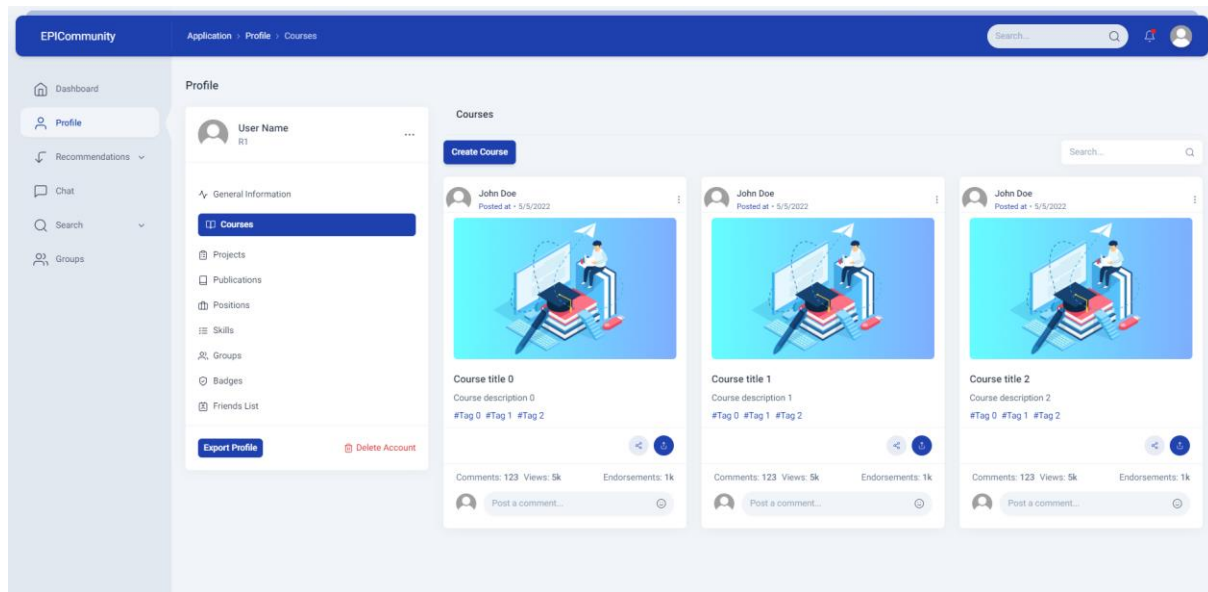 EPICommunity
Application > Profile > Courses
Search...
Dashboard
Profile
Recommendations
Chat
Search
Groups
Profile
User Name
R1
...
General Information
Courses
Projects
Publications
Positions
Skills
Groups
Badges
Friends List
Export Profile
Delete Account
Courses
Create Course
Search...
John Doe
Posted at - 5/5/2022
Course title 0
Course description 0
#Tag 0 #Tag 1 #Tag 2
Comments: 123 Views: 5k Endorsements: 1k
Post a comment...
John Doe
Posted at - 5/5/2022
Course title 1
Course description 1
#Tag 0 #Tag 1 #Tag 2
Comments: 123 Views: 5k Endorsements: 1k
Post a comment...
John Doe
Posted at - 5/5/2022
Course title 2
Course description 2
#Tag 0 #Tag 1 #Tag 2
Comments: 123 Views: 5k Endorsements: 1k
Post a comment...